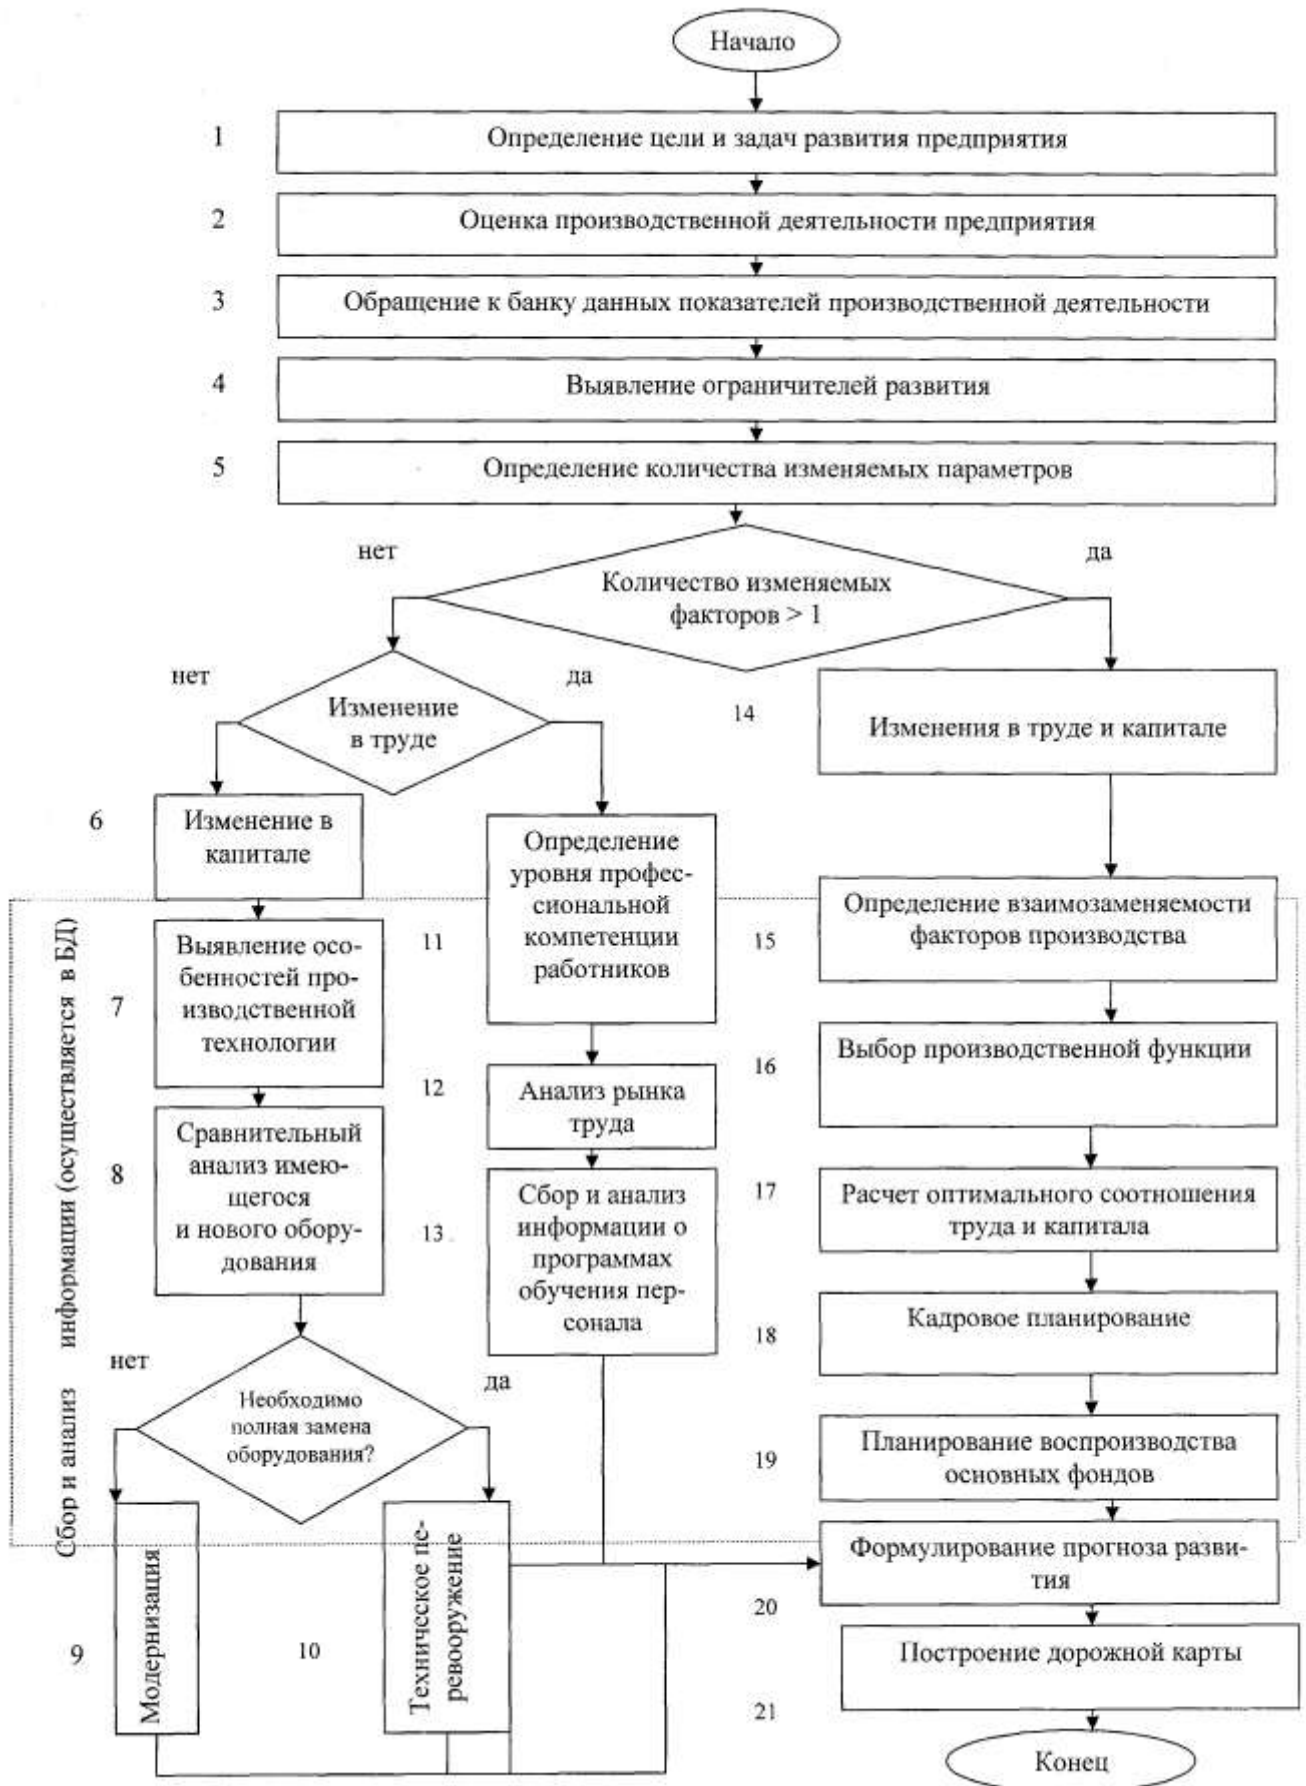 Начало
1
Определение цели и задач развития предприятия
2
Оценка производственной деятельности предприятия
3
Обращение к банку данных показателей производственной деятельности
4
Выявление ограничителей развития
5
Определение количества изменяемых параметров
нет
да
Количество изменяемых
факторов > 1
нет
да
Изменение
в труде
14
Изменения в труде и капитале
6
Изменение в
капитале
Сбор и анализ информации (осуществляется в БД)
7
Выявление осо-
бенностей про-
изводственной
технологии
8
Сравнительный
анализ имею-
щегося
и нового обору-
дования
нет
да
Необходимо
полная замена
оборудования?
9
Модернизация
10
Техническое пе-
ревооружение
11
Определение
уровня профес-
сиональной
компетенции
работников
12
Анализ рынка
труда
13
Сбор и анализ
информации о
программах
обучения пер-
сонала
15
Определение взаимозаменяемости
факторов производства
16
Выбор производственной функции
17
Расчет оптимального соотношения
труда и капитала
18
Кадровое планирование
19
Планирование воспроизводства
основных фондов
20
Формулирование прогноза разви-
тия
21
Построение дорожной карты
Конец